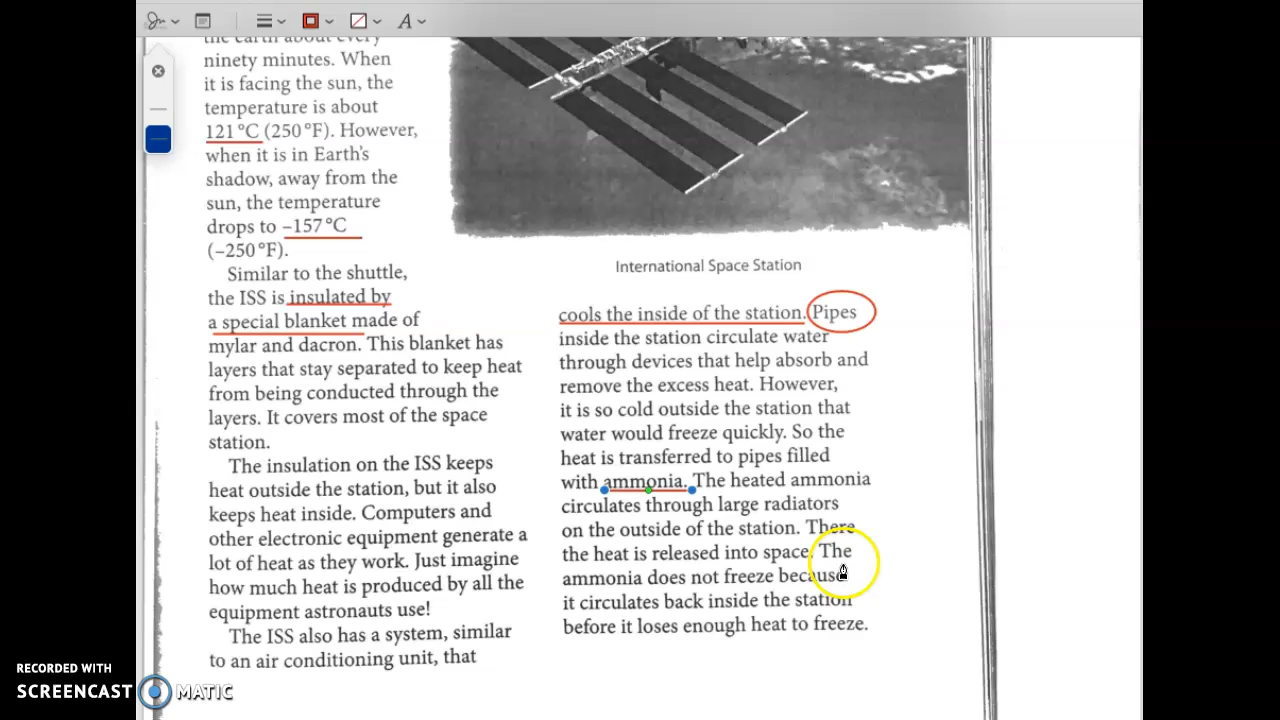 the earth about every
ninety minutes. When
it is facing the sun, the
temperature is about
121 °C (250 °F). However,
when it is in Earth's
shadow, away from the
sun, the temperature
drops to –157 °C
(–250 °F).
Similar to the shuttle,
the ISS is insulated by
a special blanket made of
mylar and dacron. This blanket has
layers that stay separated to keep heat
from being conducted through the
layers. It covers most of the space
station.
The insulation on the ISS keeps
heat outside the station, but it also
keeps heat inside. Computers and
other electronic equipment generate a
lot of heat as they work. Just imagine
how much heat is produced by all the
equipment astronauts use!
The ISS also has a system, similar
to an air conditioning unit, that
International Space Station
cools the inside of the station. Pipes
inside the station circulate water
through devices that help absorb and
remove the excess heat. However,
it is so cold outside the station that
water would freeze quickly. So the
heat is transferred to pipes filled
with ammonia. The heated ammonia
circulates through large radiators
on the outside of the station. There
the heat is released into space. The
ammonia does not freeze because
it circulates back inside the station
before it loses enough heat to freeze.
RECORDED WITH
SCREENCAST MATIC